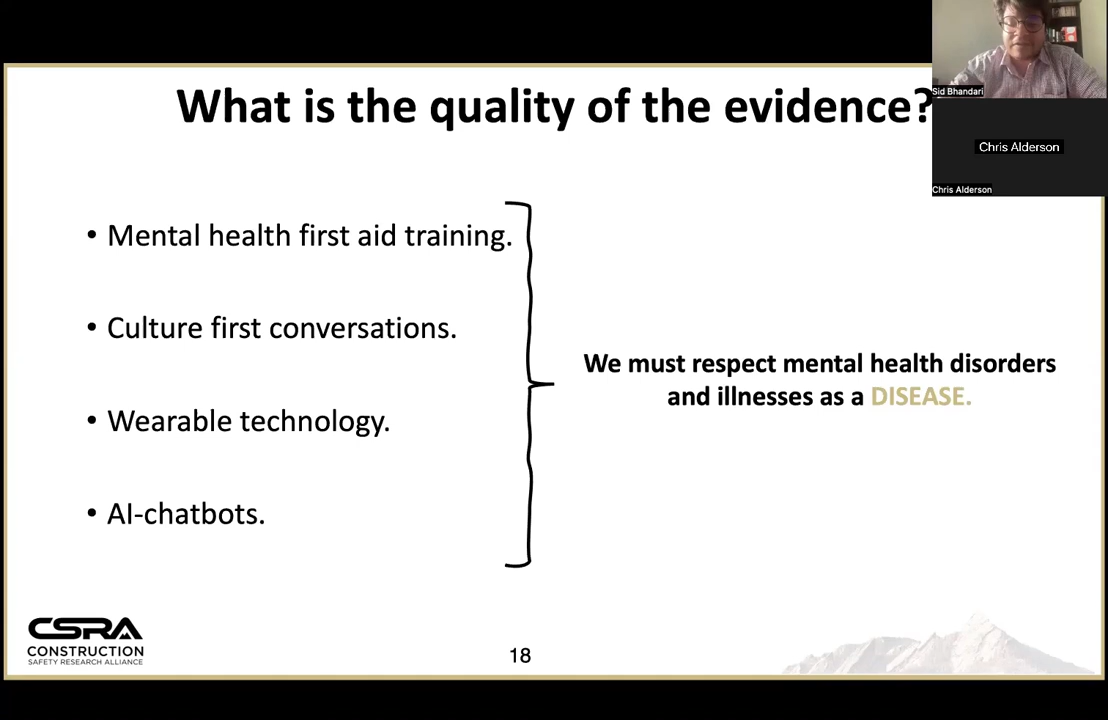 What is the quality of the evidence?
Sid Bhandari
Chris Alderson
Chris Alderson
• Mental health first aid training.
• Culture first conversations.
• Wearable technology.
• AI-chatbots.
We must respect mental health disorders
and illnesses as a DISEASE.
CSRA
CONSTRUCTION
SAFETY RESEARCH ALLIANCE
18